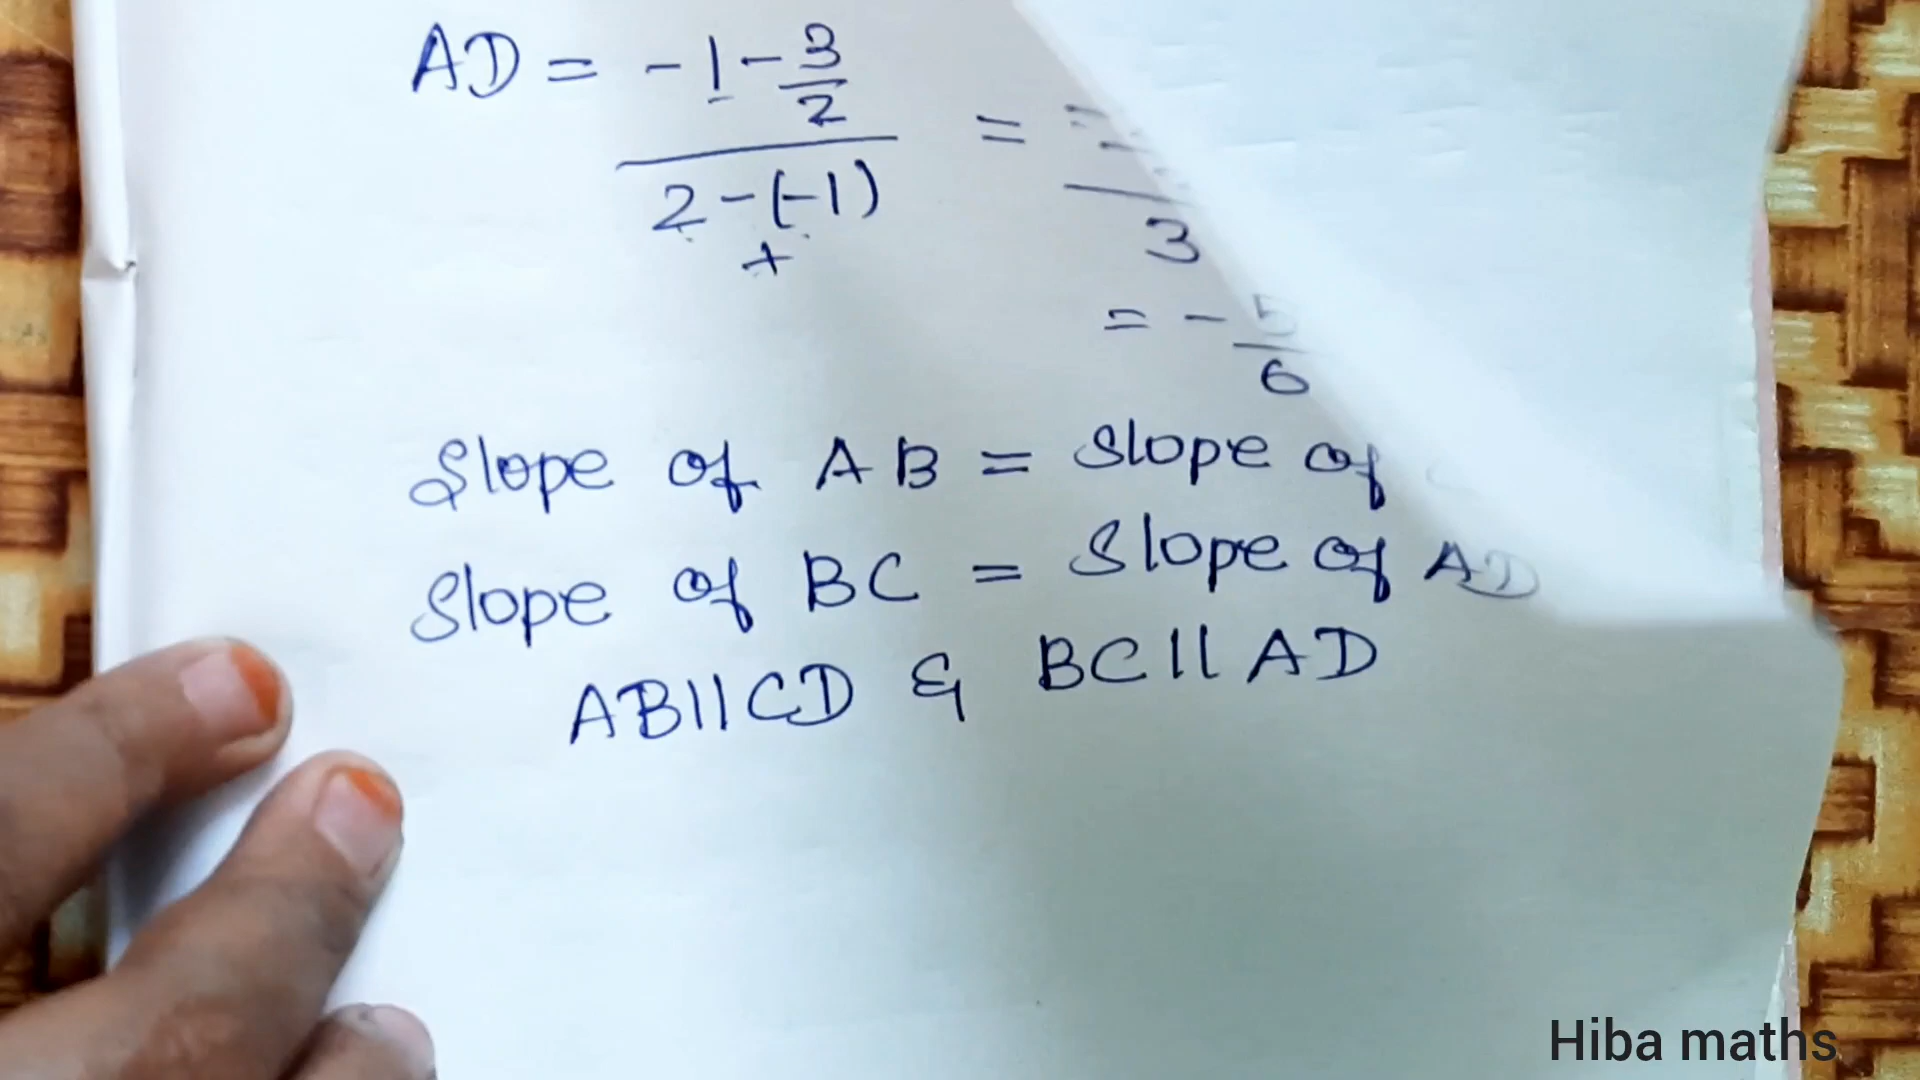 AD = -1 - 3/2 / 2 - (-1) =
+
3
= - 5/6
Slope of AB = Slope of
Slope of BC = Slope of AD
AB || CD & BC || AD
Hiba maths